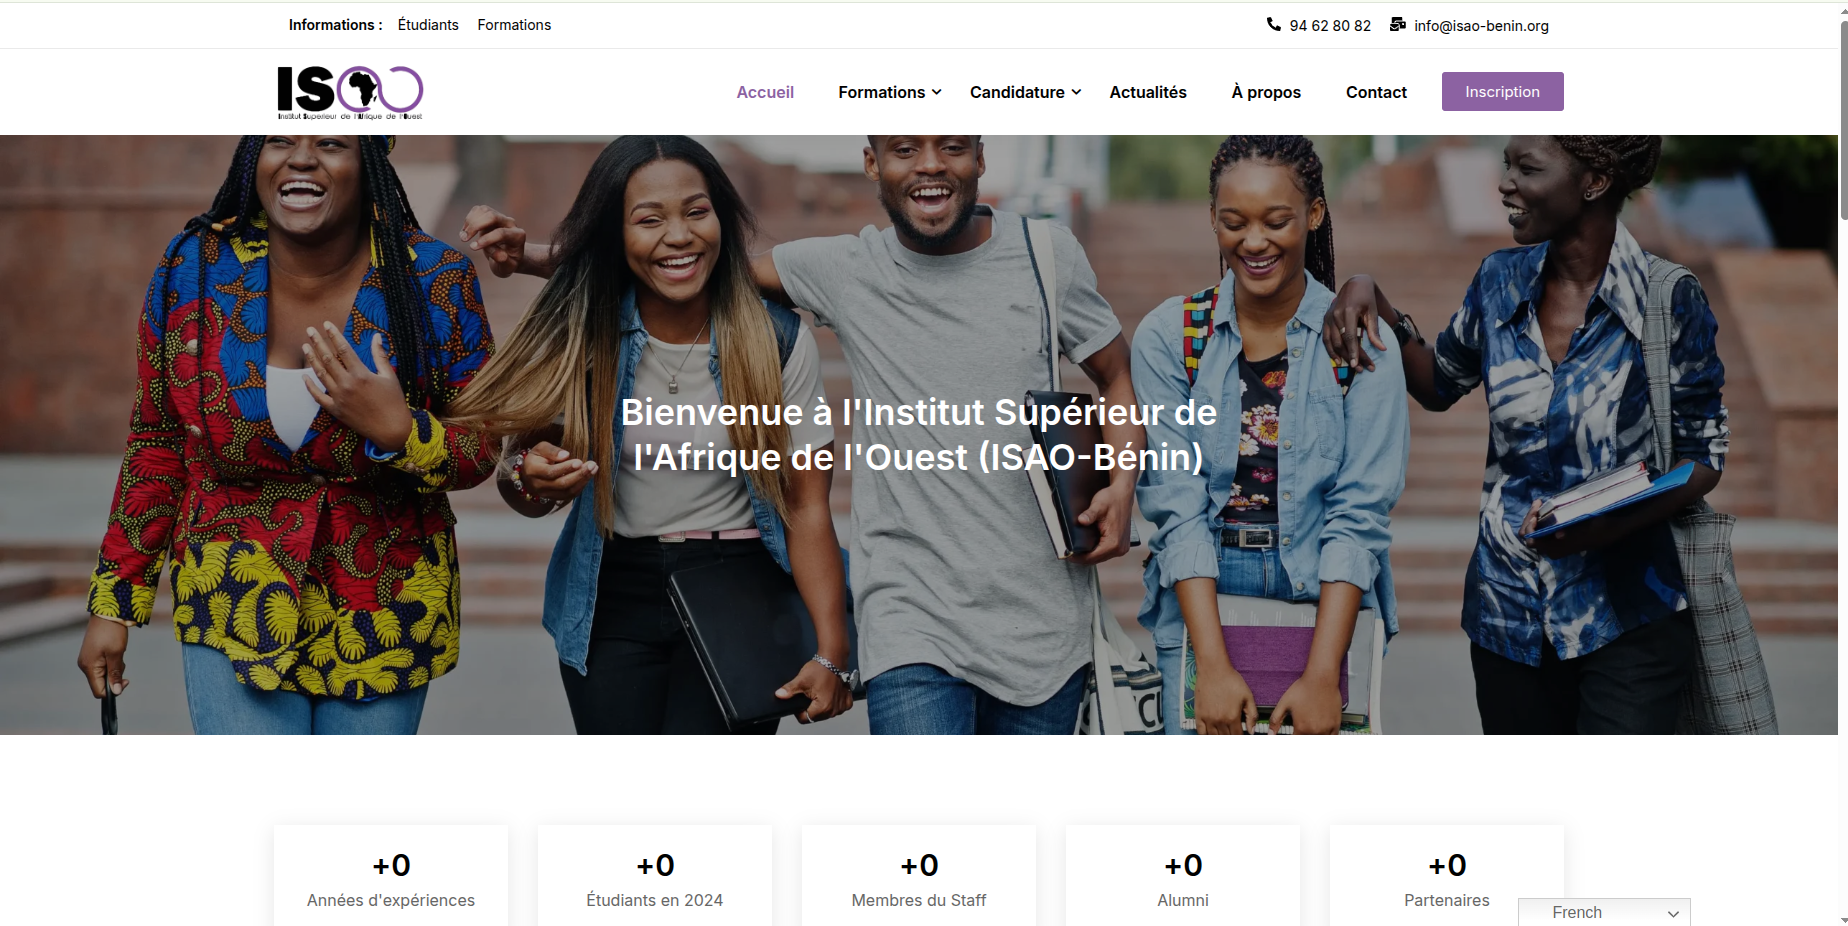 Informations : Étudiants Formations
94 62 80 82 info@isao-benin.org
ISAO
Institut Superieur de l'Afrique de l'Ouest
Accueil Formations Candidature Actualités À propos Contact Inscription
Bienvenue à l'Institut Supérieur de
l'Afrique de l'Ouest (ISAO-Bénin)
+0 +0 +0 +0 +0
Années d'expériences Étudiants en 2024 Membres du Staff Alumni Partenaires
French